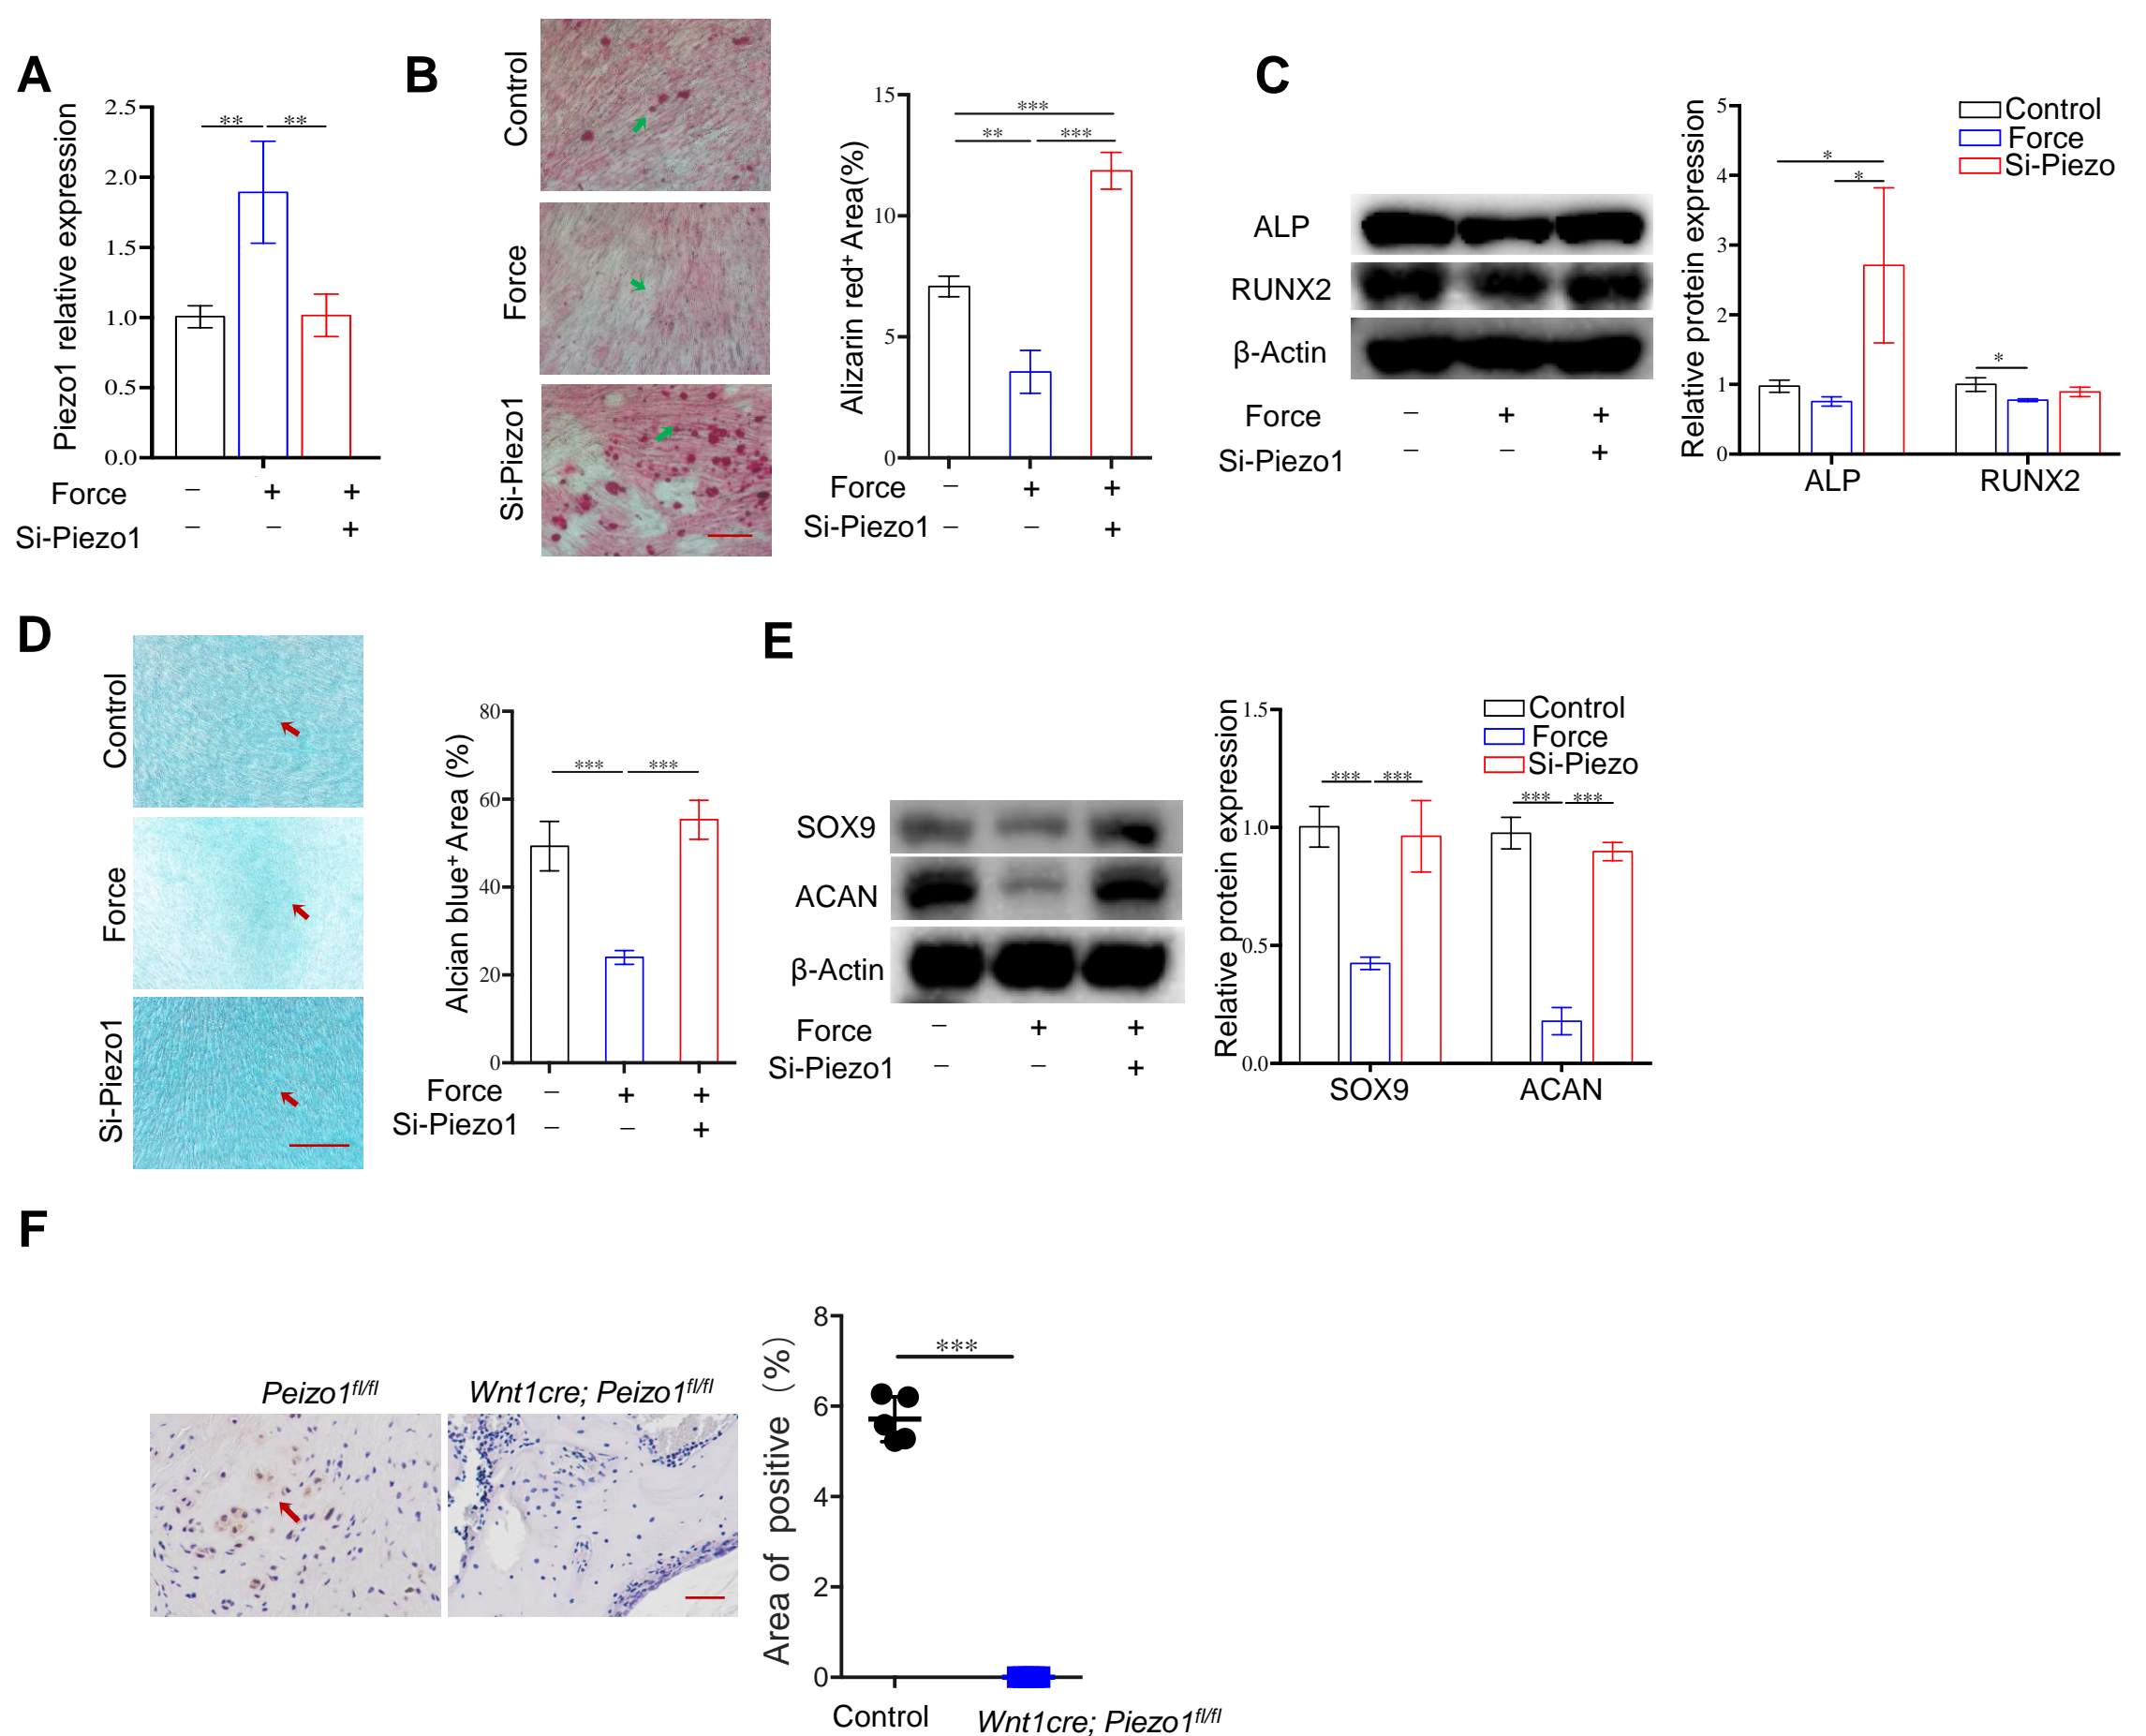 A
Piezo1 relative expression
2.5
2.0
1.5
1.0
0.5
0.0
** **
Force − + +
Si-Piezo1 − − +
B
Control
Force
Si-Piezo1
Alizarin red+ Area(%)
15
10
5
0
***
** ***
Force − + +
Si-Piezo1 − − +
C
ALP
RUNX2
β-Actin
Force − + +
Si-Piezo1 − − +
Relative protein expression
5
4
3
2
1
0
*
*
*
Control
Force
Si-Piezo
ALP RUNX2
D
Control
Force
Si-Piezo1
Alcian blue+ Area (%)
80
60
40
20
0
*** ***
Force − + +
Si-Piezo1 − − +
E
SOX9
ACAN
β-Actin
Force − + +
Si-Piezo1 − − +
Relative protein expression
1.5
1.0
0.5
0.0
*** ***
*** ***
Control
Force
Si-Piezo
SOX9 ACAN
F
Peizo1fl/fl
Wnt1cre; Peizo1fl/fl
Area of positive (%)
8
6
4
2
0
***
Control Wnt1cre; Piezo1fl/fl